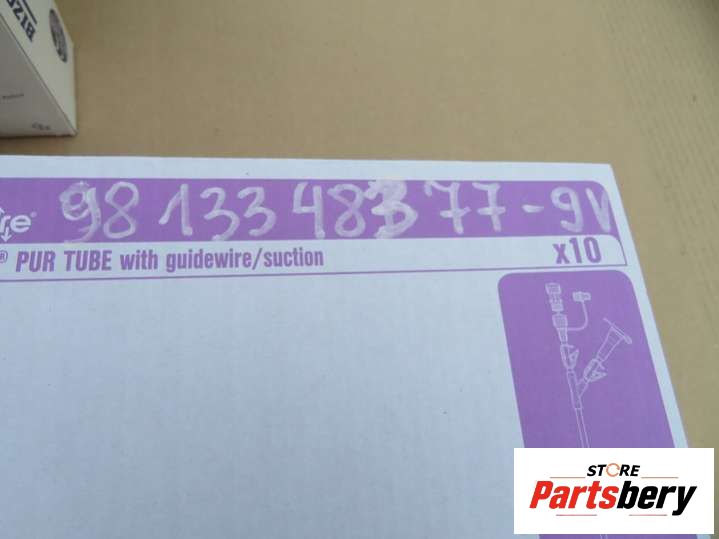 98 133 483 77-9V
PUR TUBE with guidewire/suction
x10
STORE
Partsbery